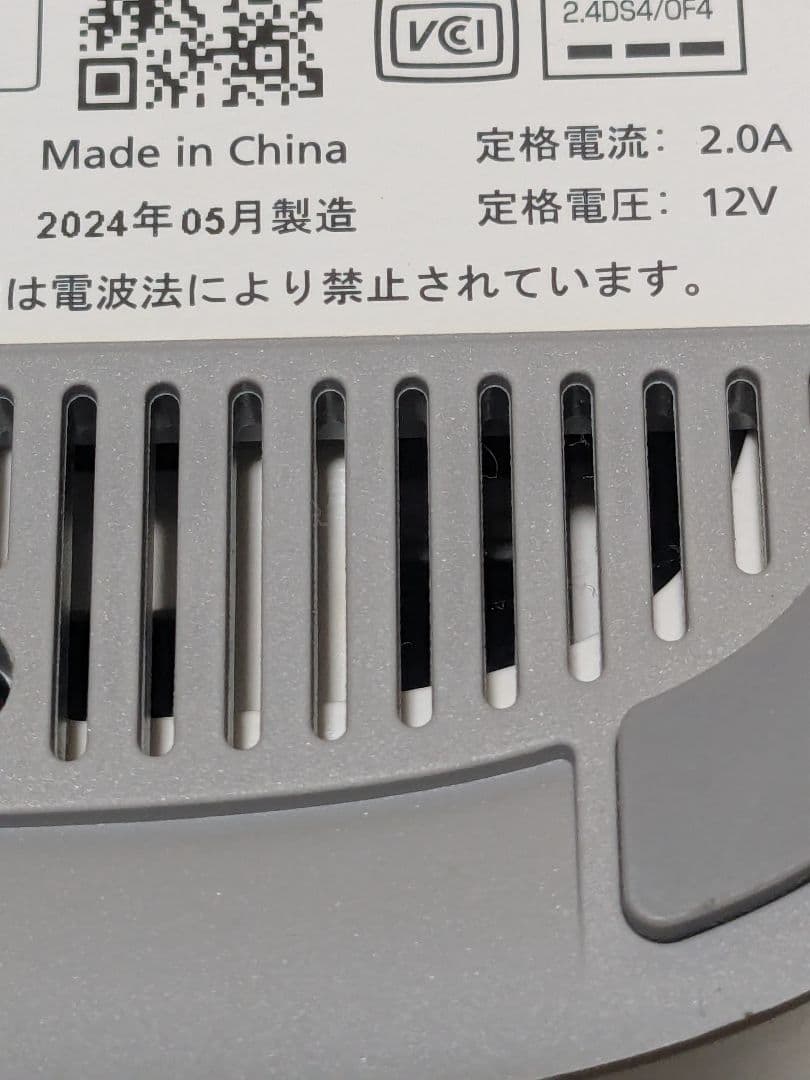 VCCI
2.4DS4/OF4
Made in China
定格電流: 2.0A
2024年05月製造
定格電圧: 12V
は電波法により禁止されています。